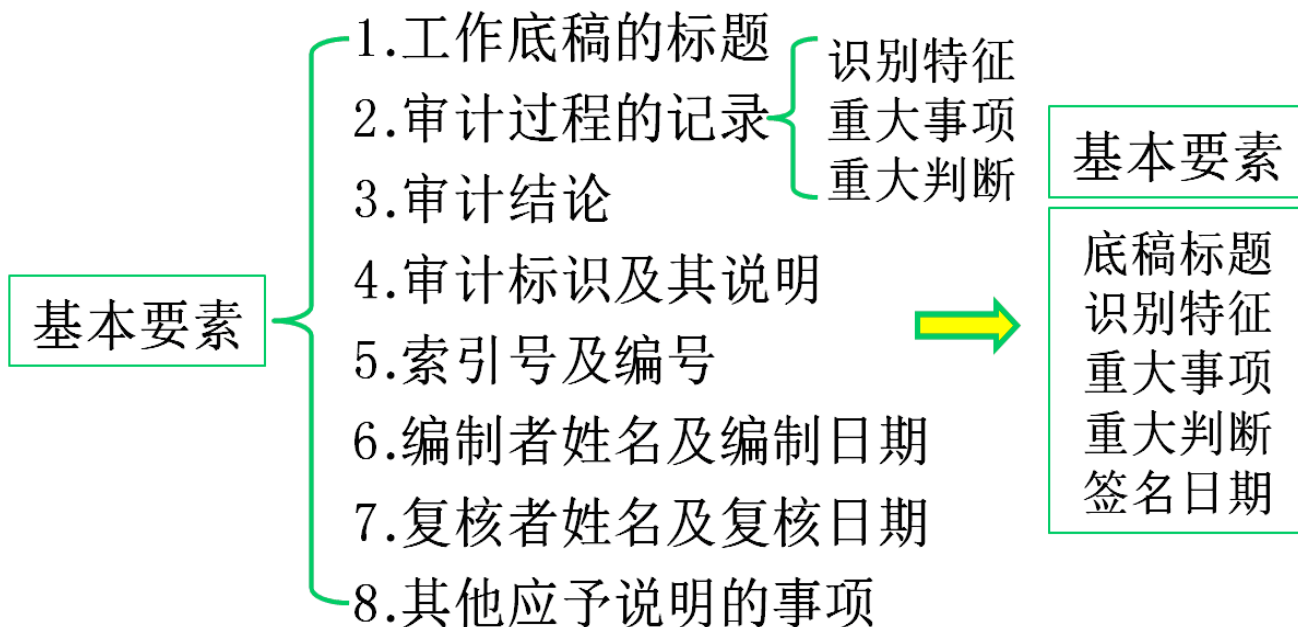 基本要素
1.工作底稿的标题
2.审计过程的记录
识别特征
重大事项
重大判断
3.审计结论
4.审计标识及其说明
5.索引号及编号
6.编制者姓名及编制日期
7.复核者姓名及复核日期
8.其他应予说明的事项
基本要素
底稿标题
识别特征
重大事项
重大判断
签名日期